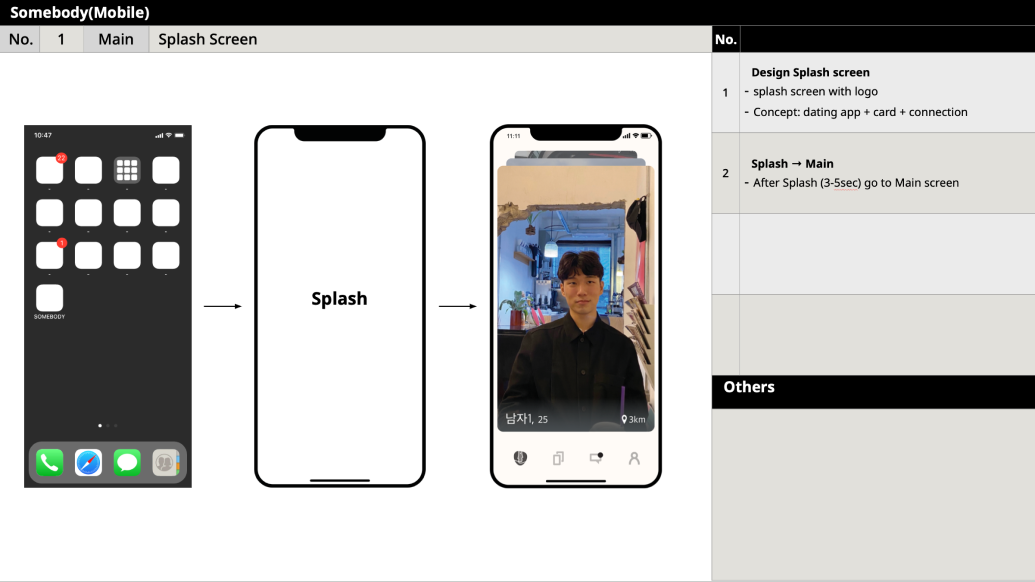 Somebody(Mobile)
No. 1 Main Splash Screen
No.
10:47
22
1
SOMEBODY
Splash
11:11
남자1, 25
3km
1
Design Splash screen
- splash screen with logo
- Concept: dating app + card + connection
2
Splash → Main
- After Splash (3-5sec) go to Main screen
Others